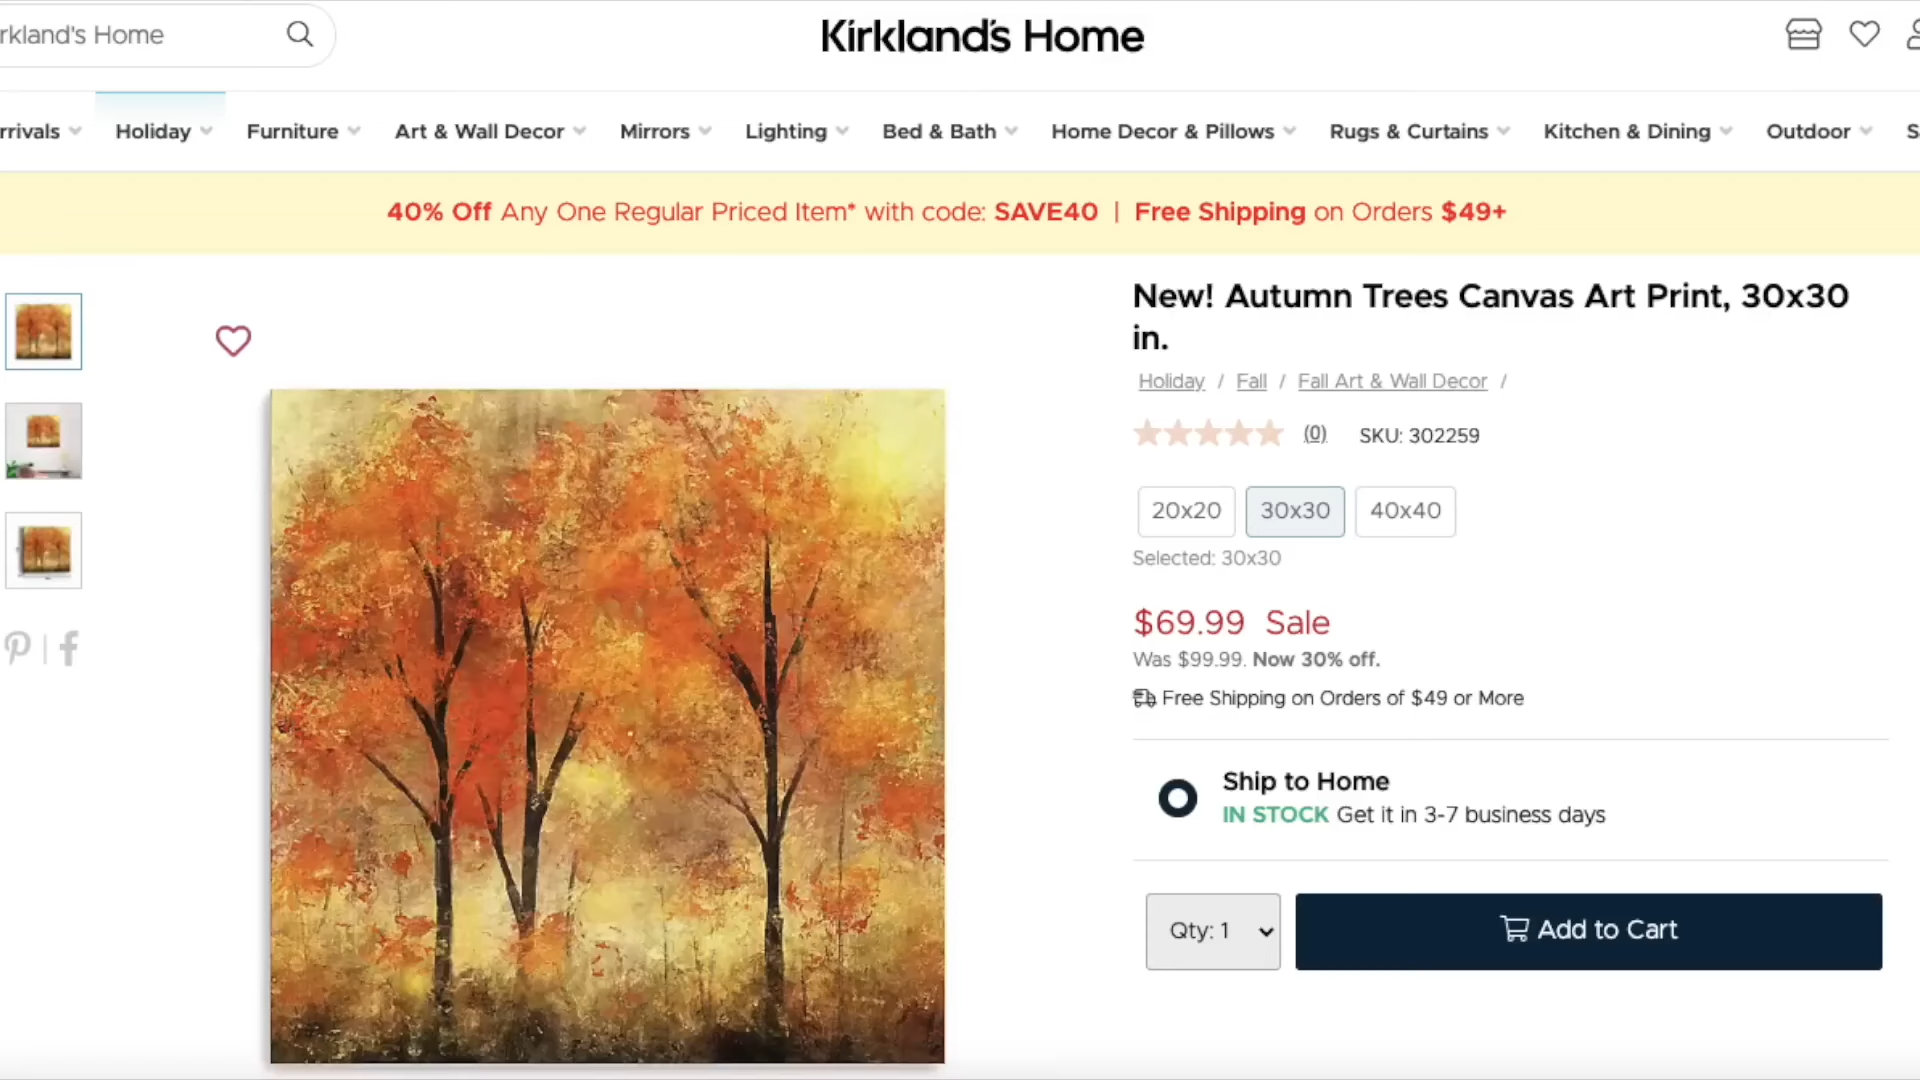 rkland's Home
Kirkland's Home
rrivals Holiday Furniture Art & Wall Decor Mirrors Lighting Bed & Bath Home Decor & Pillows Rugs & Curtains Kitchen & Dining Outdoor S
40% Off Any One Regular Priced Item* with code: SAVE40 | Free Shipping on Orders $49+
New! Autumn Trees Canvas Art Print, 30x30
in.
Holiday / Fall / Fall Art & Wall Decor /
(0) SKU: 302259
20x20 30x30 40x40
Selected: 30x30
$69.99 Sale
Was $99.99. Now 30% off.
Free Shipping on Orders of $49 or More
Ship to Home
IN STOCK Get it in 3-7 business days
Qty: 1 Add to Cart